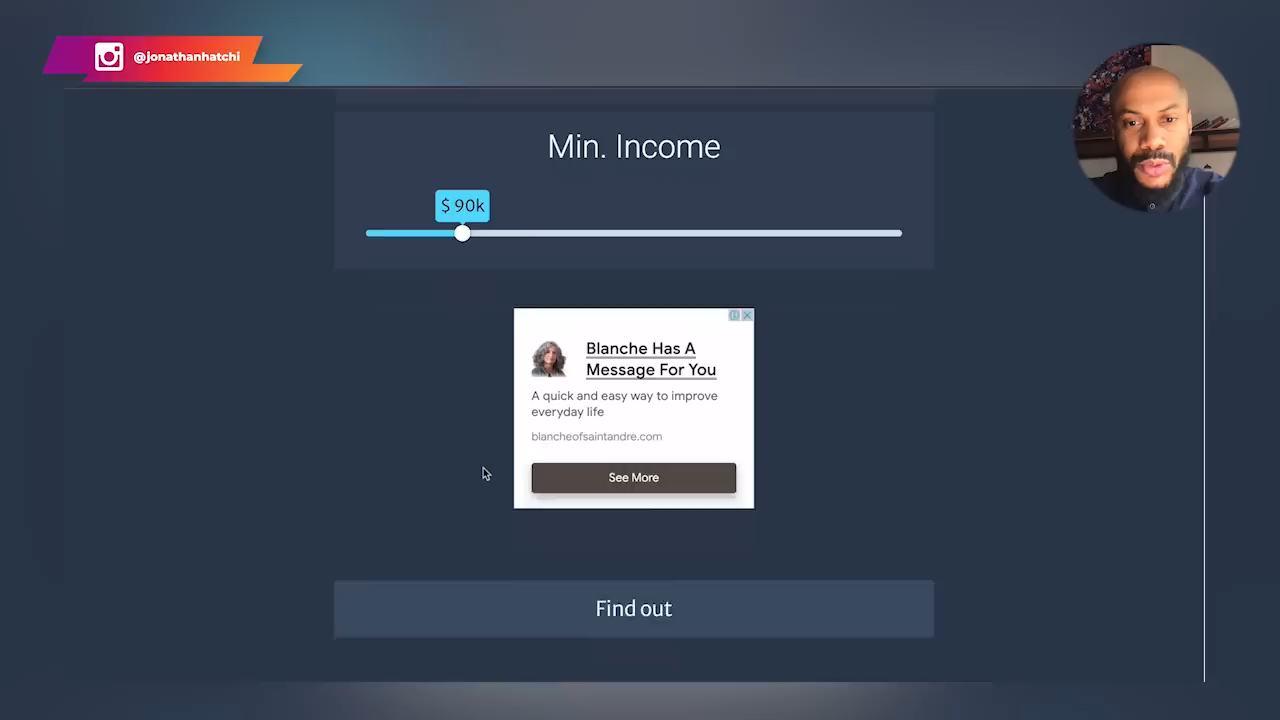 @jonathanhatchi
Min. Income
$ 90k
Blanche Has A
Message For You
A quick and easy way to improve
everyday life
blancheofsaintandre.com
See More
Find out